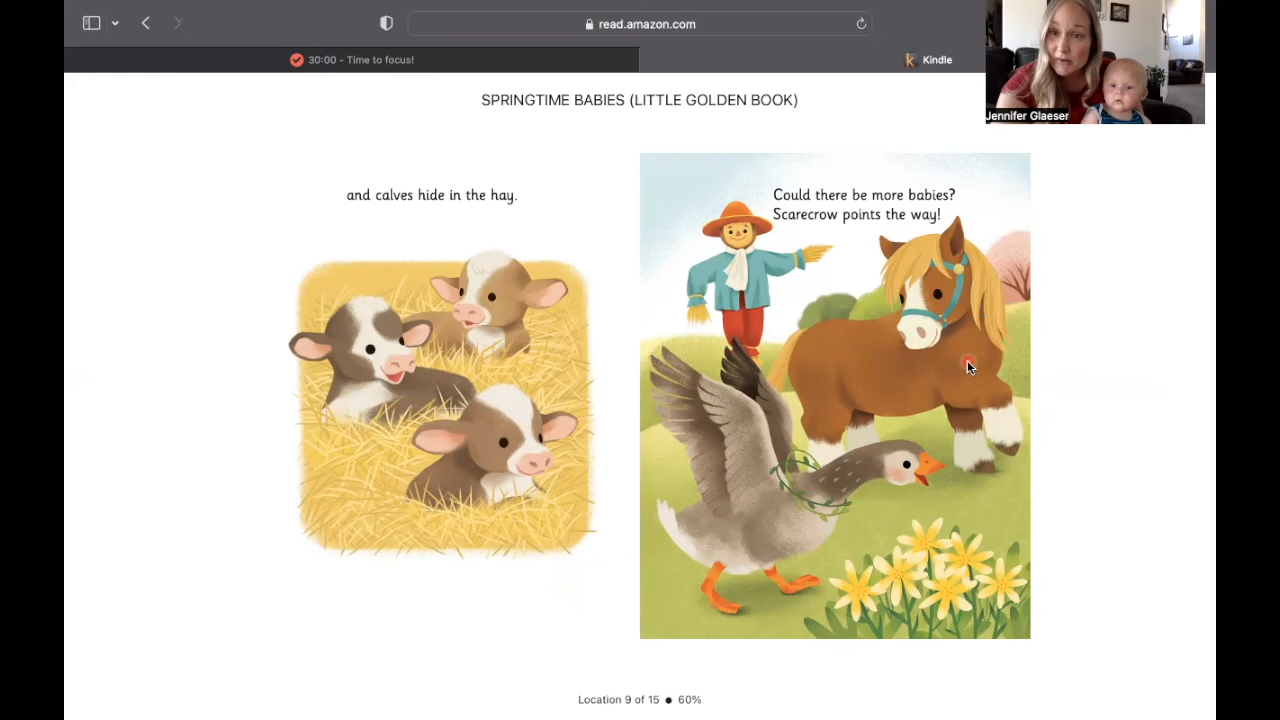 read.amazon.com
30:00 - Time to focus!
Kindle
Jennifer Glaeser
SPRINGTIME BABIES (LITTLE GOLDEN BOOK)
and calves hide in the hay.
Could there be more babies?
Scarecrow points the way!
Location 9 of 15 ● 60%